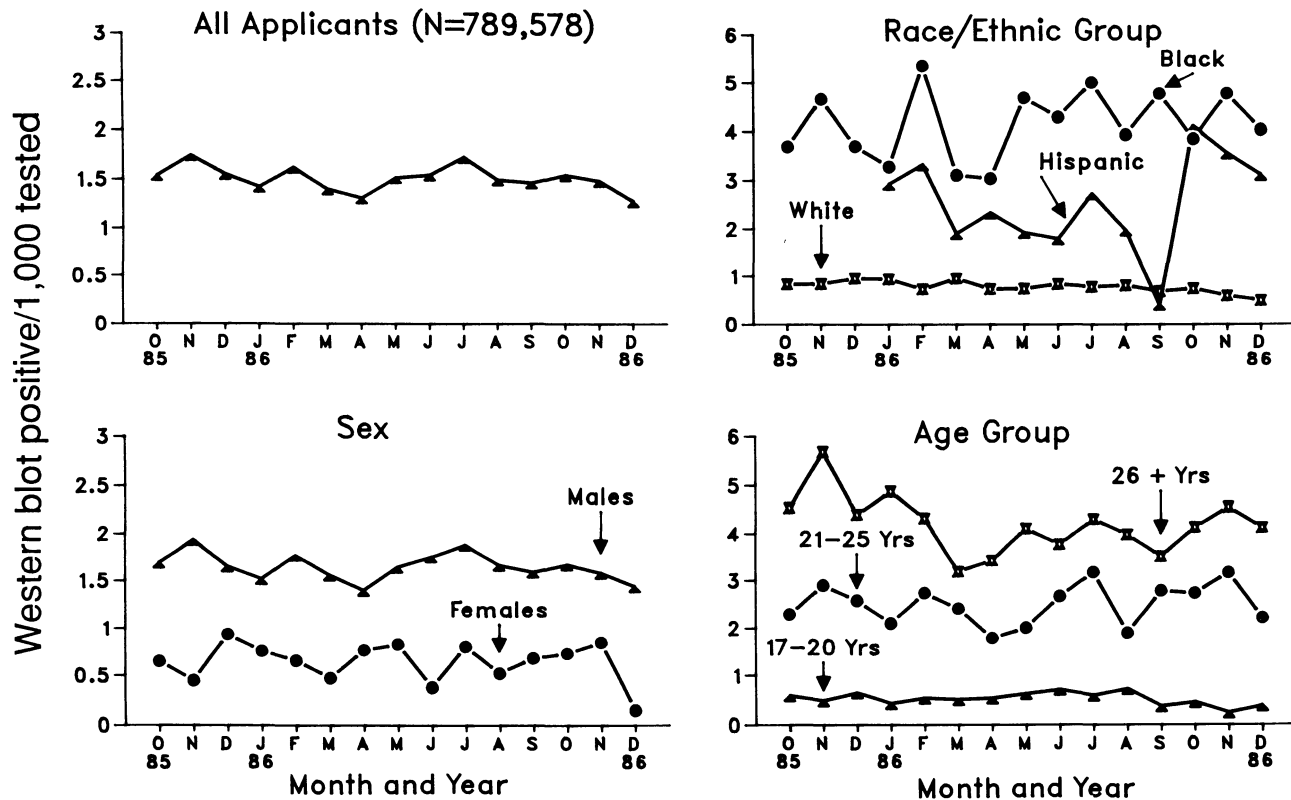 Western blot positive/1,000 tested
All Applicants (N=789,578)
3
2.5
2
1.5
1
0.5
0
O N D J F M A M J J A S O N D
85 86 86
Race/Ethnic Group
6
5
4
3
2
1
0
Black
Hispanic
White
O N D J F M A M J J A S O N D
85 86 86
Sex
3
2.5
2
1.5
1
0.5
0
Males
Females
O N D J F M A M J J A S O N D
85 86 86
Month and Year
Age Group
6
5
4
3
2
1
0
26 + Yrs
21-25 Yrs
17-20 Yrs
O N D J F M A M J J A S O N D
85 86 86
Month and Year